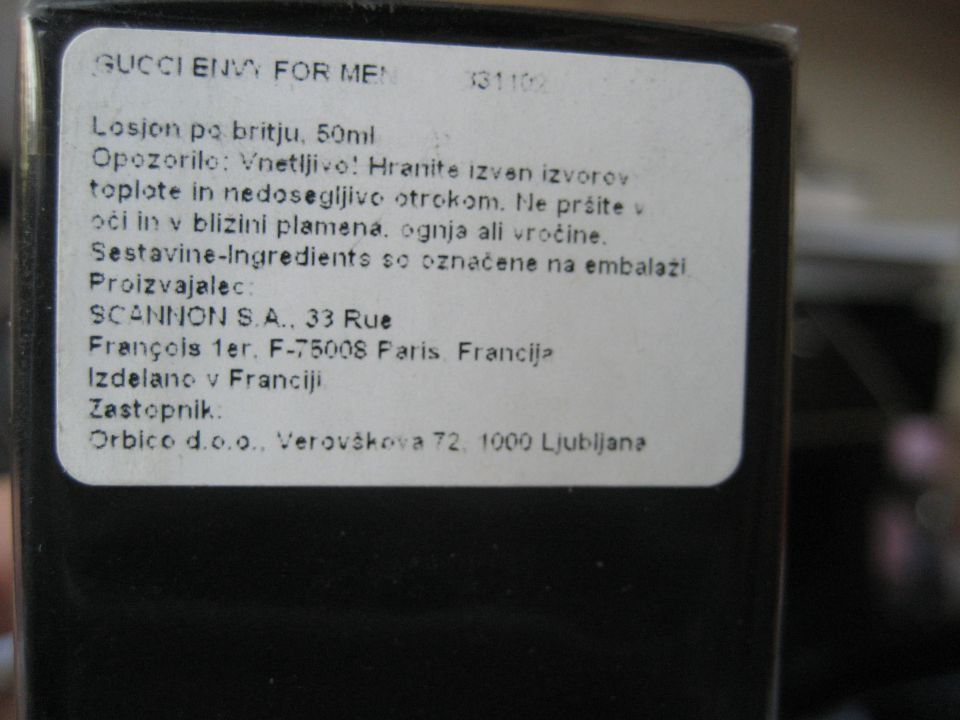 GUCCI ENVY FOR MEN 331102
Losjon po britju, 50ml
Opozorilo: Vnetljivo! Hranite izven izvorov
toplote in nedosegljivo otrokom. Ne pršite v
oči in v bližini plamena, ognja ali vročine.
Sestavine-Ingredients so označene na embalaži.
Proizvajalec:
SCANNON S.A., 33 Rue
François 1er, F-75008 Paris, Francija
Izdelano v Franciji
Zastopnik:
Orbico d.o.o., Verovškova 72, 1000 Ljubljana